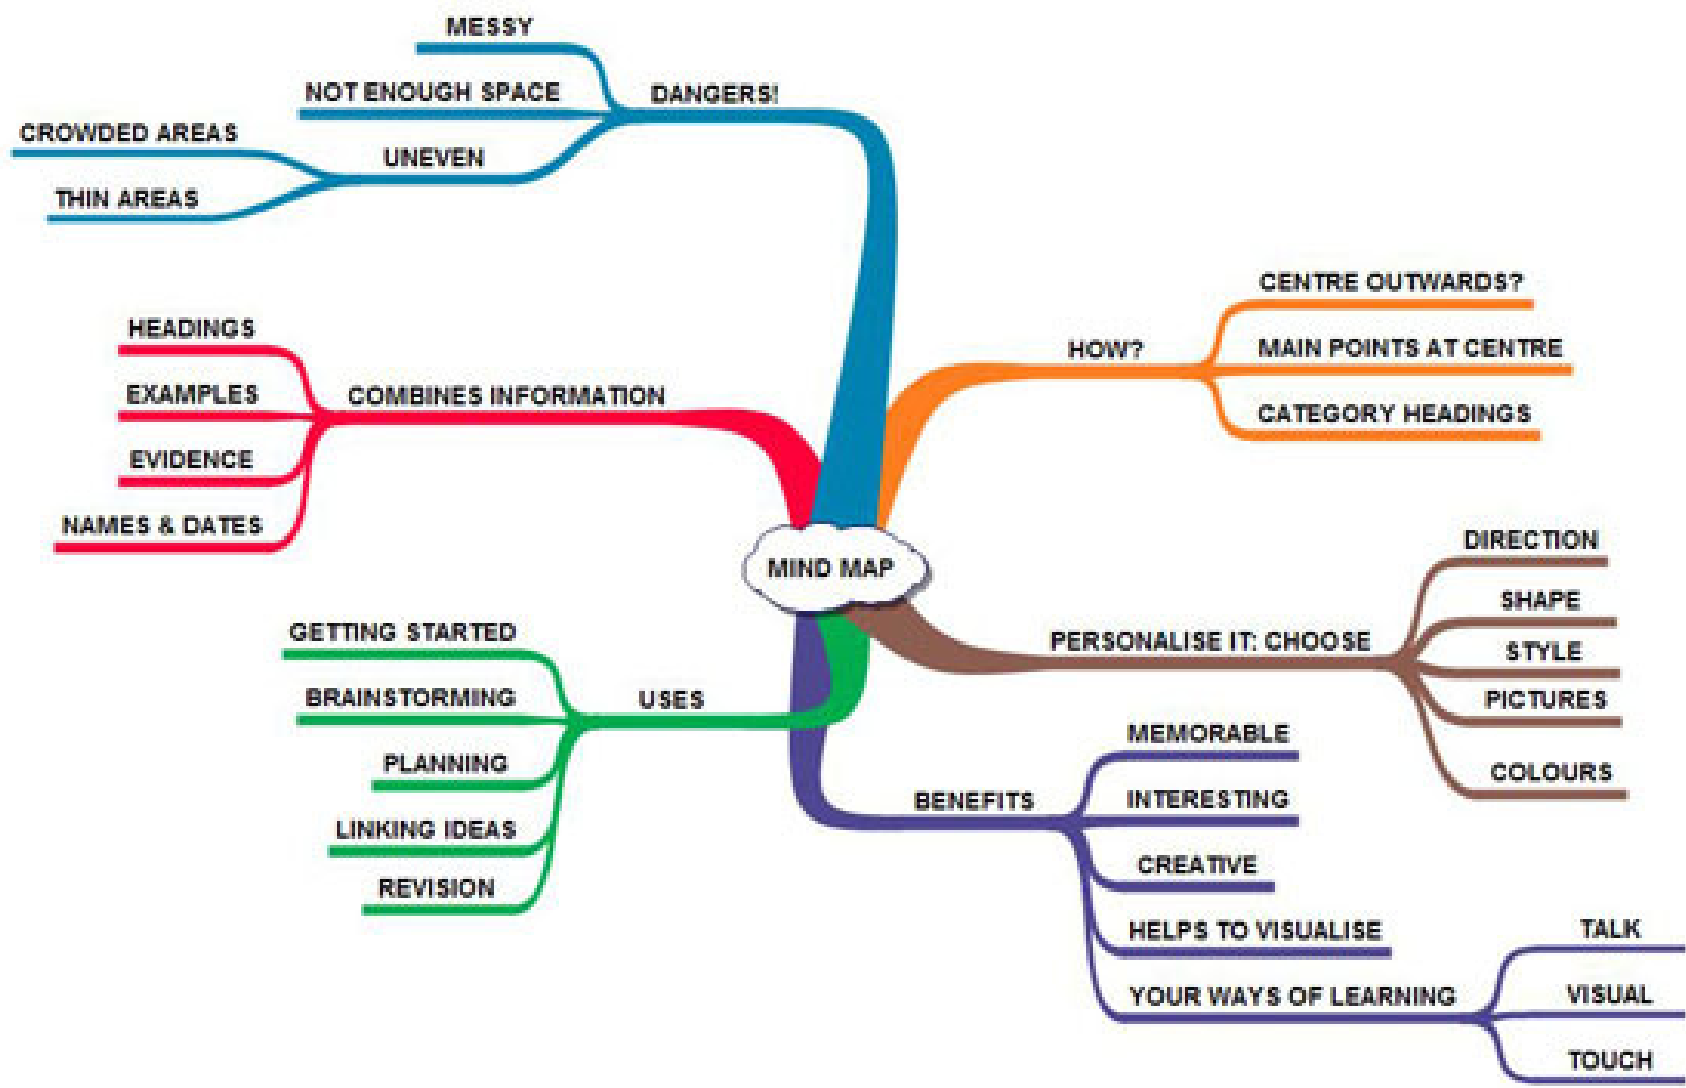 MESSY
NOT ENOUGH SPACE
DANGERS!
CROWDED AREAS
UNEVEN
THIN AREAS
CENTRE OUTWARDS?
HOW?
MAIN POINTS AT CENTRE
CATEGORY HEADINGS
HEADINGS
EXAMPLES
COMBINES INFORMATION
EVIDENCE
NAMES & DATES
MIND MAP
DIRECTION
SHAPE
PERSONALISE IT: CHOOSE
STYLE
PICTURES
COLOURS
GETTING STARTED
BRAINSTORMING
USES
PLANNING
LINKING IDEAS
REVISION
MEMORABLE
BENEFITS
INTERESTING
CREATIVE
HELPS TO VISUALISE
YOUR WAYS OF LEARNING
TALK
VISUAL
TOUCH